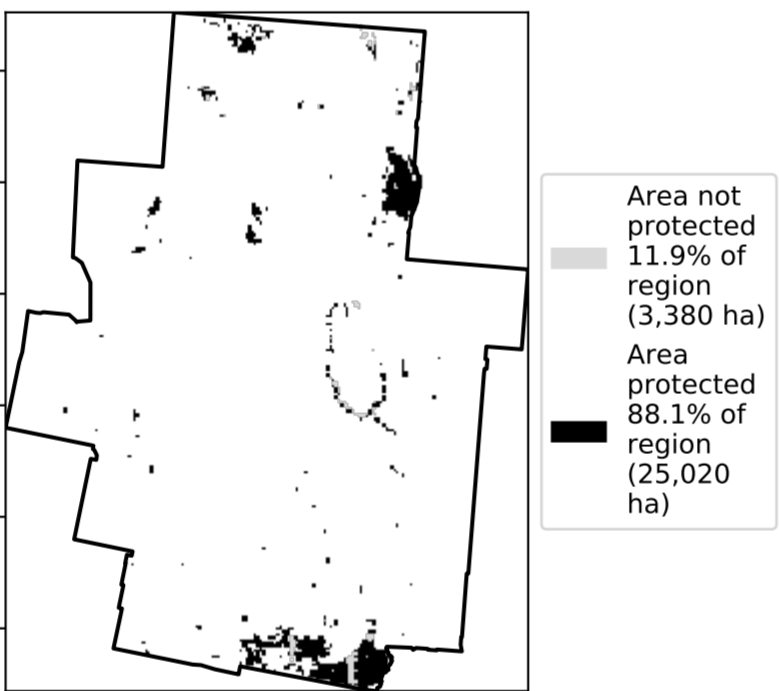 Area not
protected
11.9% of
region
(3,380 ha)
Area
protected
88.1% of
region
(25,020
ha)